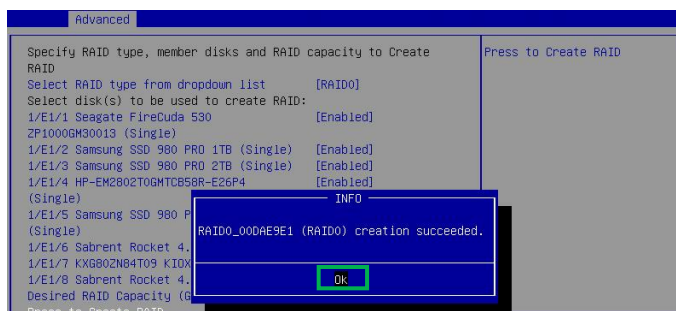 Advanced
Specify RAID type, member disks and RAID capacity to Create
RAID
Press to Create RAID
Select RAID type from dropdown list [RAID0]
Select disk(s) to be used to create RAID:
1/E1/1 Seagate FireCuda 530 [Enabled]
ZP1000GM30013 (Single)
1/E1/2 Samsung SSD 980 PRO 1TB (Single) [Enabled]
1/E1/3 Samsung SSD 980 PRO 2TB (Single) [Enabled]
1/E1/4 HP-EM2802TOGMTCB58R-E26P4 [Enabled]
(Single)
1/E1/5 Samsung SSD 980 P
(Single)
1/E1/6 Sabrent Rocket 4.
1/E1/7 KXG80ZN84T09 KIOX
1/E1/8 Sabrent Rocket 4.
Desired RAID Capacity (G
Press to Create RAID
INFO
RAID0_00DAE9E1 (RAID0) creation succeeded.
Ok